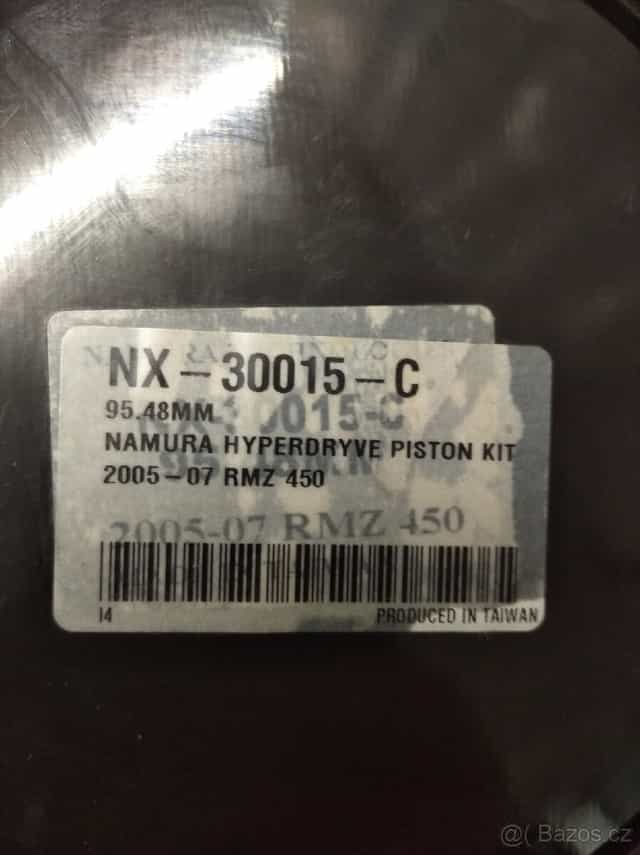 NX-30015-C
95.48MM
NAMURA HYPERDRYVE PISTON KIT
2005-07 RMZ 450
2005-07 RMZ 450
I4
PRODUCED IN TAIWAN
@( Bazos.cz